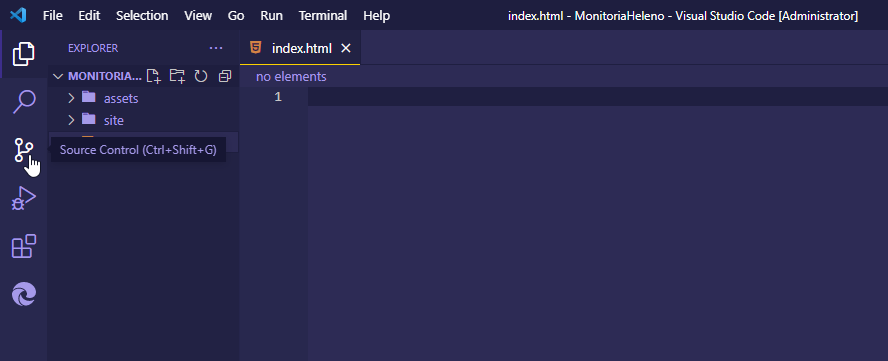 File Edit Selection View Go Run Terminal Help index.html - MonitoriaHeleno - Visual Studio Code [Administrator]
EXPLORER ···
index.html
MONITORIA...
no elements
assets
1
site
Source Control (Ctrl+Shift+G)